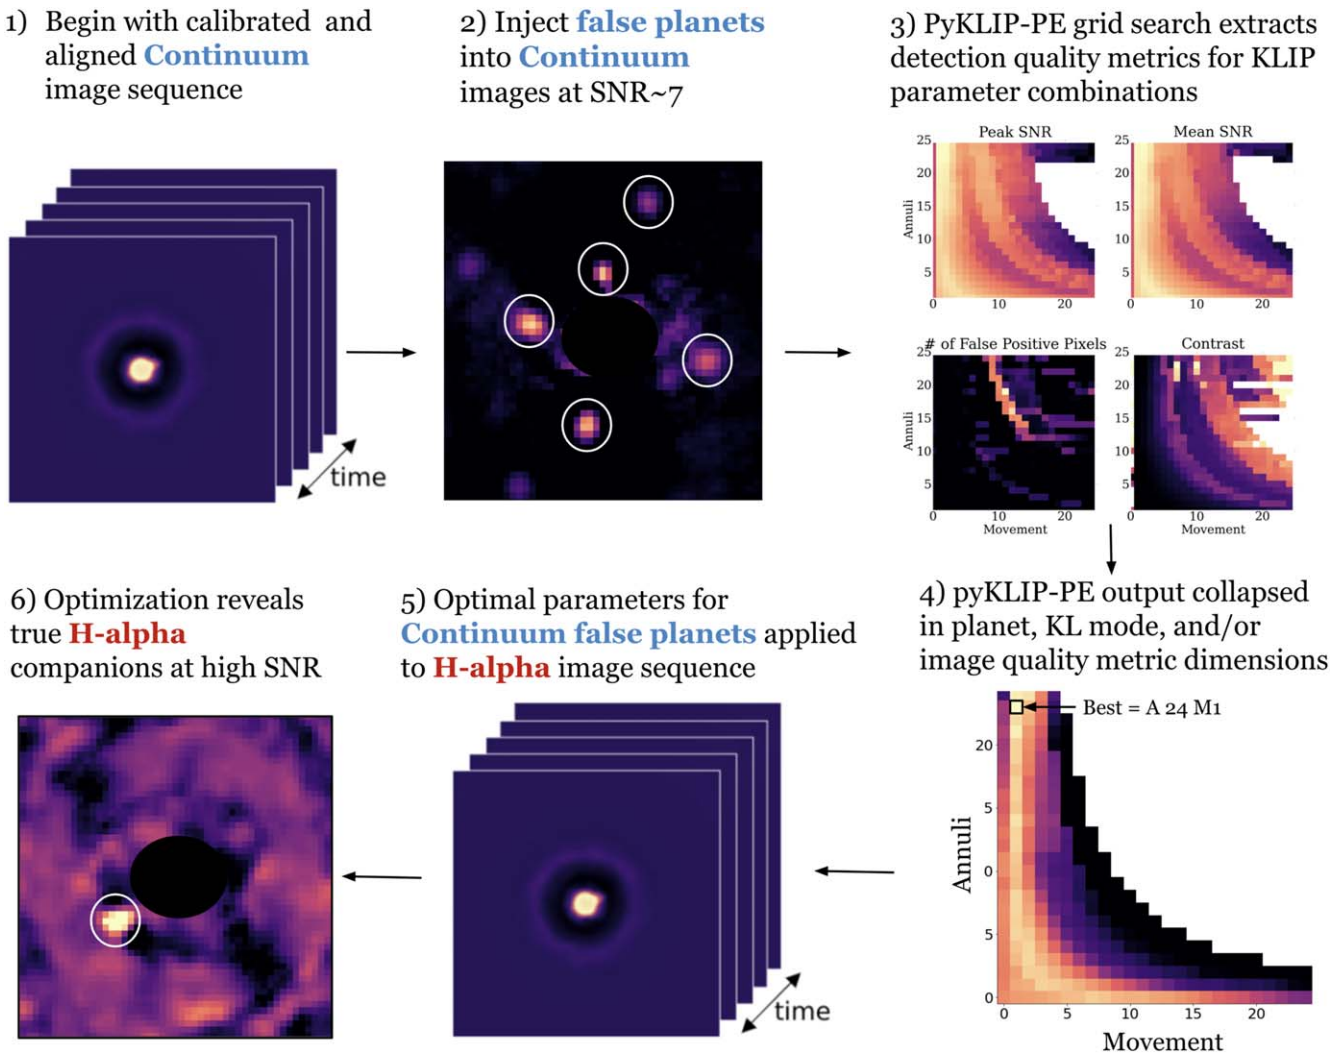 1) Begin with calibrated and
aligned Continuum
image sequence
time
2) Inject false planets
into Continuum
images at SNR~7
3) PyKLIP-PE grid search extracts
detection quality metrics for KLIP
parameter combinations
Peak SNR
Mean SNR
25
20
15
10
5
0
10
20
Annuli
25
20
15
10
5
0
10
20
# of False Positive Pixels
Contrast
25
20
15
10
5
0
10
20
Annuli
Movement
25
20
15
10
5
0
10
20
Movement
4) pyKLIP-PE output collapsed
in planet, KL mode, and/or
image quality metric dimensions
Best = A 24 M1
20
5
0
5
0
0
5
10
15
20
Annuli
Movement
5) Optimal parameters for
Continuum false planets applied
to H-alpha image sequence
time
6) Optimization reveals
true H-alpha
companions at high SNR